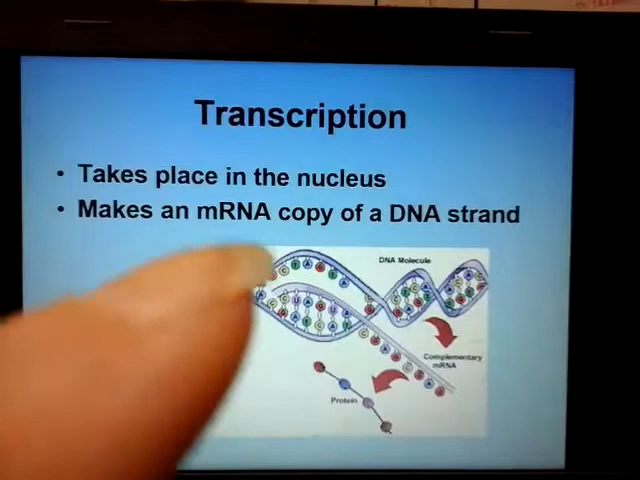 Transcription
• Takes place in the nucleus
• Makes an mRNA copy of a DNA strand
DNA Molecule
Complementary
mRNA
Protein